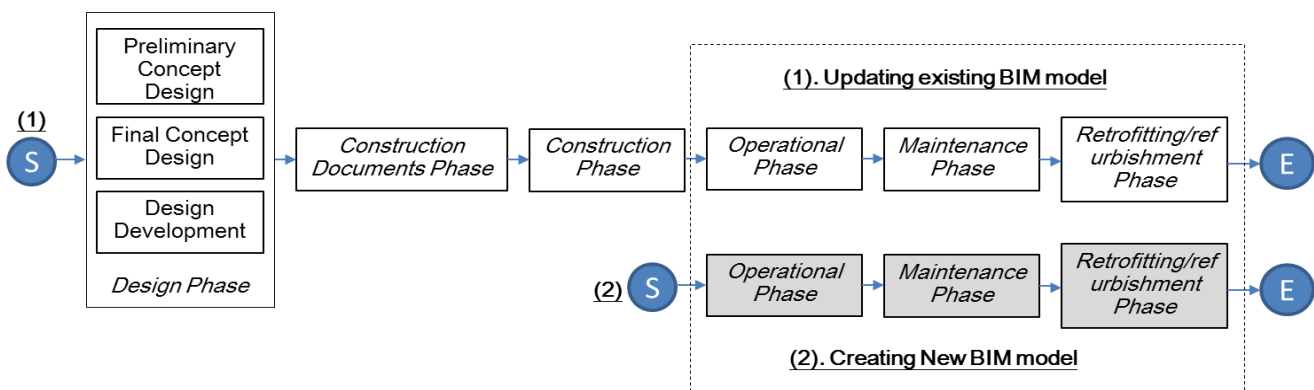 (1)
S
Preliminary
Concept
Design
Final Concept
Design
Design
Development
Design Phase
Construction
Documents Phase
Construction
Phase
(1). Updating existing BIM model
Operational
Phase
Maintenance
Phase
Retrofitting/ref
urbishment
Phase
E
(2)
S
Operational
Phase
Maintenance
Phase
Retrofitting/ref
urbishment
Phase
E
(2). Creating New BIM model